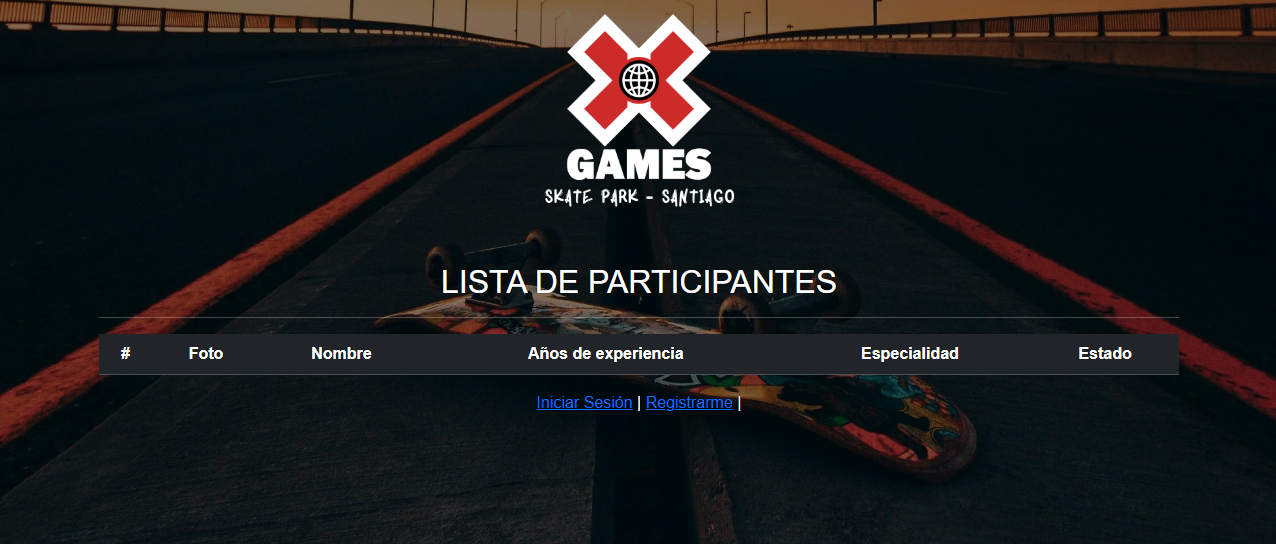 X
GAMES
SKATE PARK - SANTIAGO
LISTA DE PARTICIPANTES
# Foto Nombre Años de experiencia Especialidad Estado
Iniciar Sesión | Registrarme |